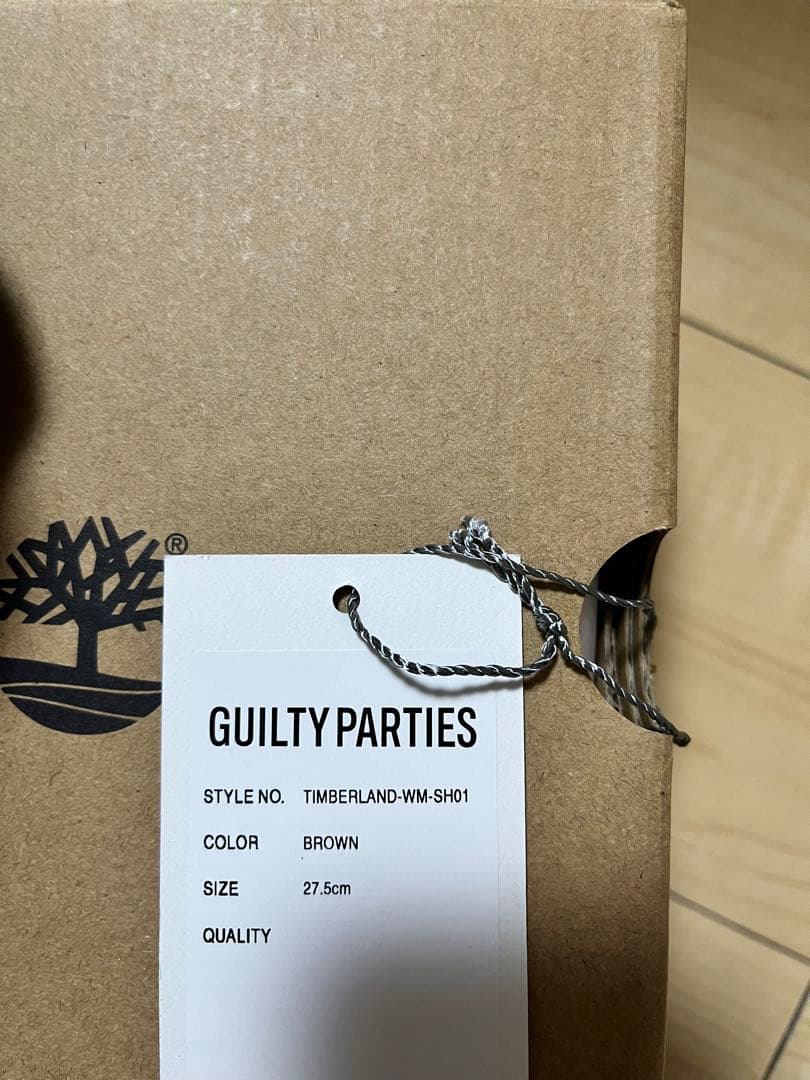 ®
GUILTY PARTIES
STYLE NO. TIMBERLAND-WM-SH01
COLOR BROWN
SIZE 27.5cm
QUALITY